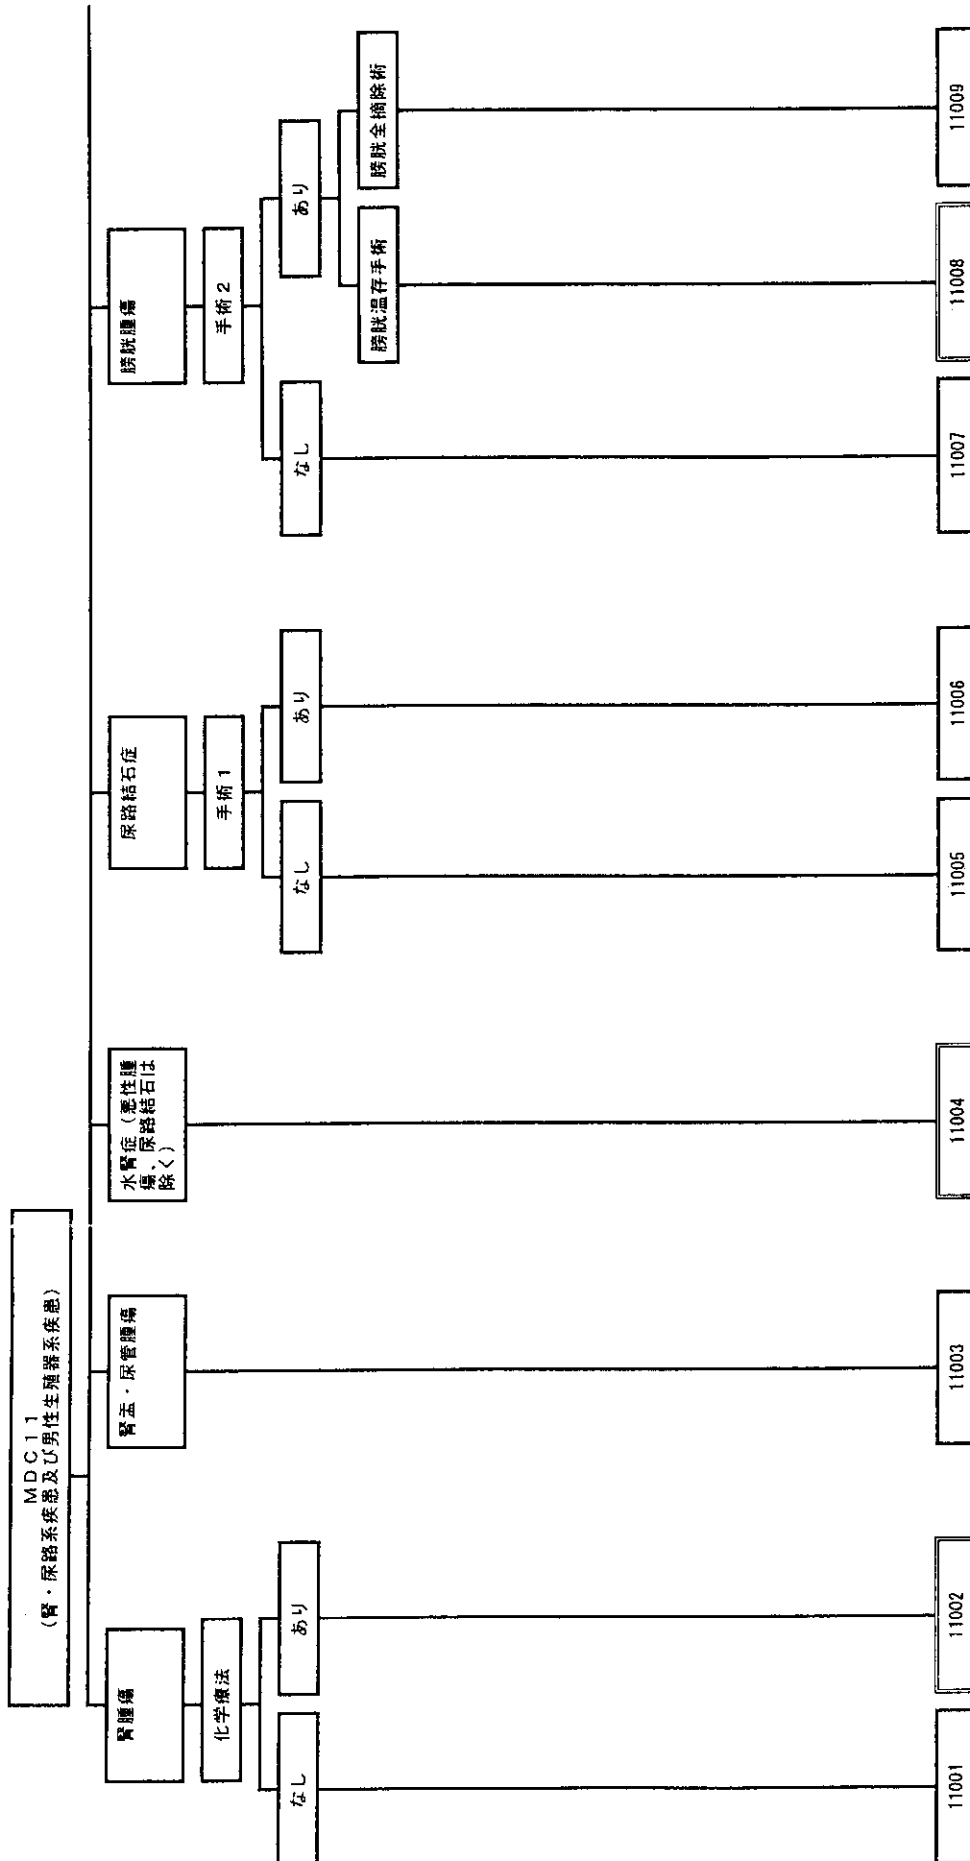 MDC11
(腎・尿路系疾患及び男性生殖器系疾患)
腎腫瘍
化学療法
なし
あり
11001
11002
腎盂・尿管腫瘍
11003
水腎症(悪性腫
瘍、尿路結石は
除く)
11004
尿路結石症
手術1
なし
あり
11005
11006
膀胱腫瘍
手術2
なし
あり
膀胱温存手術
膀胱全摘除術
11007
11008
11009